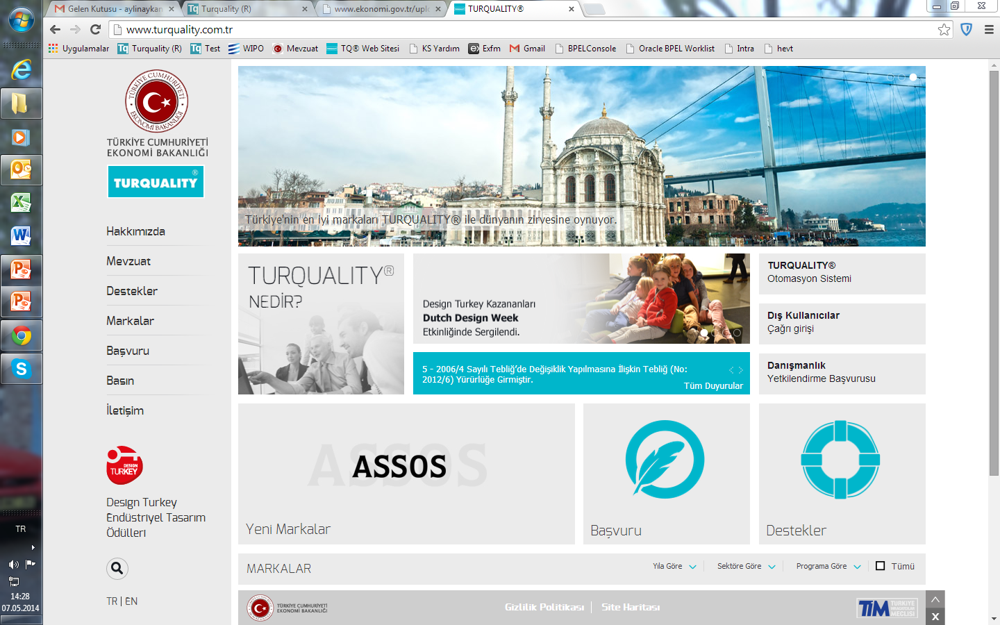 Gelen Kutusu - aylinaykan
Turquality (R)
www.ekonomi.gov.tr/uplo
TURQUALITY®
www.turquality.com.tr
Uygulamalar
Turquality (R)
Test
WIPO
Mevzuat
TQ® Web Sitesi
KS Yardım
Exfm
Gmail
BPELConsole
Oracle BPEL Worklist
Intra
hevt
TÜRKİYE CUMHURİYETİ
EKONOMİ BAKANLIĞI
TÜRKİYE CUMHURİYETİ
EKONOMİ BAKANLIĞI
TURQUALITY®
Hakkımızda
Mevzuat
Destekler
Markalar
Başvuru
Basın
İletişim
DESIGN
TURKEY
Design Turkey
Endüstriyel Tasarım
Ödülleri
TR | EN
Türkiye'nin en iyi markaları TURQUALITY® ile dünyanın zirvesine oynuyor.
TURQUALITY®
NEDİR?
Design Turkey Kazananları
Dutch Design Week
Etkinliğinde Sergilendi.
5 - 2006/4 Sayılı Tebliğ'de Değişiklik Yapılmasına İlişkin Tebliğ (No:
2012/6) Yürürlüğe Girmiştir.
Tüm Duyurular
TURQUALITY®
Otomasyon Sistemi
Dış Kullanıcılar
Çağrı girişi
Danışmanlık
Yetkilendirme Başvurusu
ASSOS
ASSOS
Yeni Markalar
Başvuru
Destekler
MARKALAR
Yıla Göre
Sektöre Göre
Programa Göre
Tümü
TÜRKİYE CUMHURİYETİ
EKONOMİ BAKANLIĞI
Gizlilik Politikası
Site Haritası
TİM
TÜRKİYE
İHRACATÇILAR
MECLİSİ
TR
14:28
07.05.2014